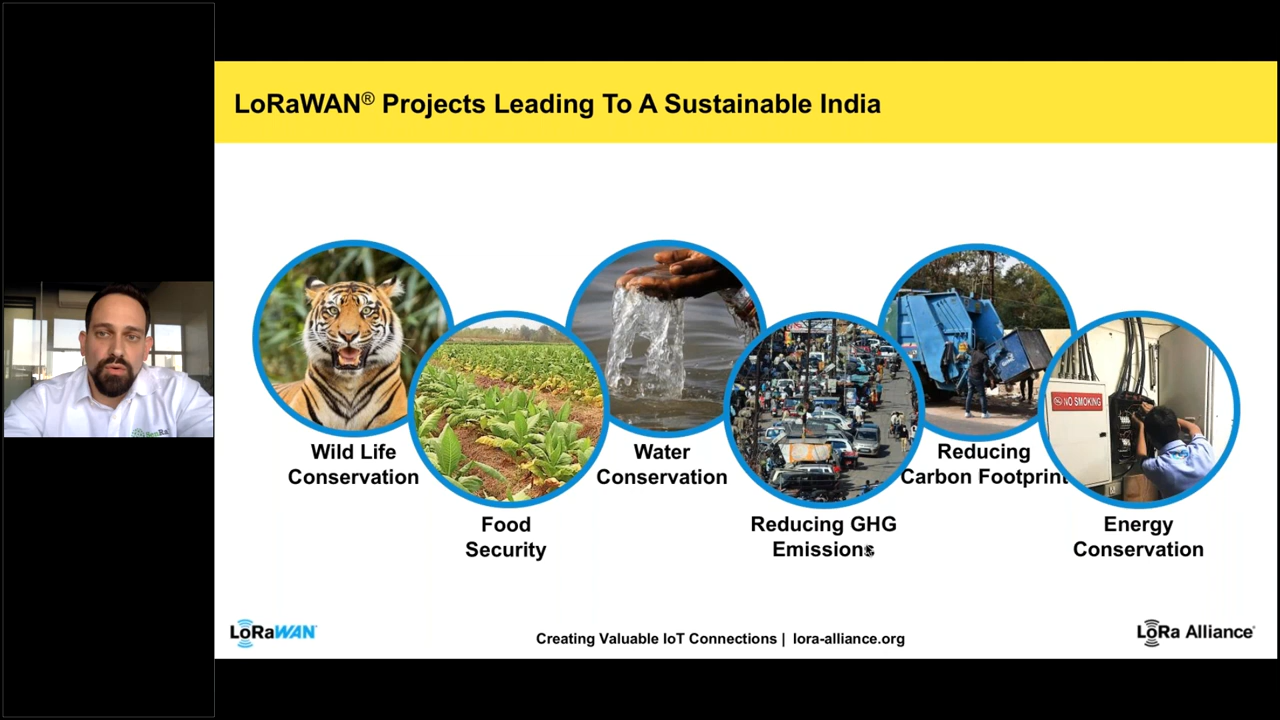 LoRaWAN® Projects Leading To A Sustainable India
NO SMOKING
Wild Life
Conservation
Water
Conservation
Reducing
Carbon Footprint
Food
Security
Reducing GHG
Emissions
Energy
Conservation
SenRa
LoRaWAN®
Creating Valuable IoT Connections | lora-alliance.org
LoRa Alliance®